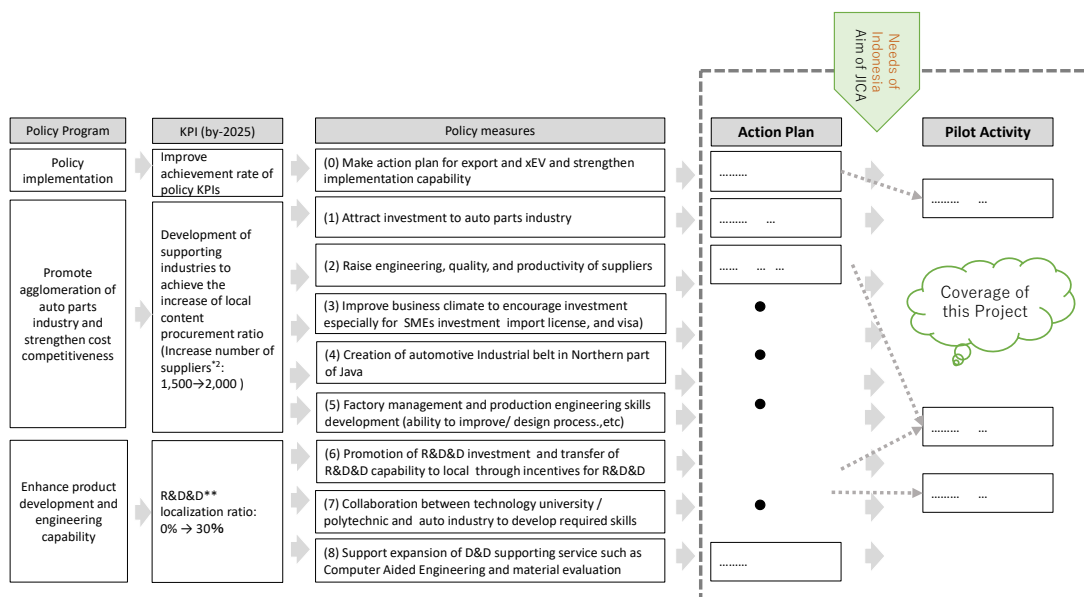 Needs of
Indonesia
Aim of JICA
Policy Program
KPI (by-2025)
Policy measures
Action Plan
Pilot Activity
Policy
implementation
Improve
achievement rate of
policy KPIs
(0) Make action plan for export and xEV and strengthen
implementation capability
.........
......... ...
Promote
agglomeration of
auto parts
industry and
strengthen cost
competitiveness
Development of
supporting
industries to
achieve the
increase of local
content
procurement ratio
(Increase number of
suppliers*2:
1,500→2,000 )
(1) Attract investment to auto parts industry
......... ...
(2) Raise engineering, quality, and productivity of suppliers
...... ... ...
(3) Improve business climate to encourage investment
especially for SMEs investment import license, and visa)
●
Coverage of
this Project
(4) Creation of automotive Industrial belt in Northern part
of Java
●
(5) Factory management and production engineering skills
development (ability to improve/ design process.,etc)
●
......... ...
Enhance product
development and
engineering
capability
R&D&D**
localization ratio:
0% → 30%
(6) Promotion of R&D&D investment and transfer of
R&D&D capability to local through incentives for R&D&D
(7) Collaboration between technology university /
polytechnic and auto industry to develop required skills
●
......... ...
(8) Support expansion of D&D supporting service such as
Computer Aided Engineering and material evaluation
.........